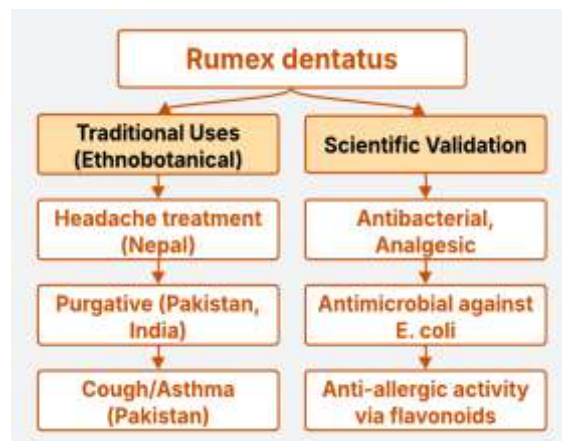 Rumex dentatus
Traditional Uses
(Ethnobotanical)
Scientific Validation
Headache treatment
(Nepal)
Antibacterial,
Analgesic
Purgative (Pakistan,
India)
Antimicrobial against
E. coli
Cough/Asthma
(Pakistan)
Anti-allergic activity
via flavonoids